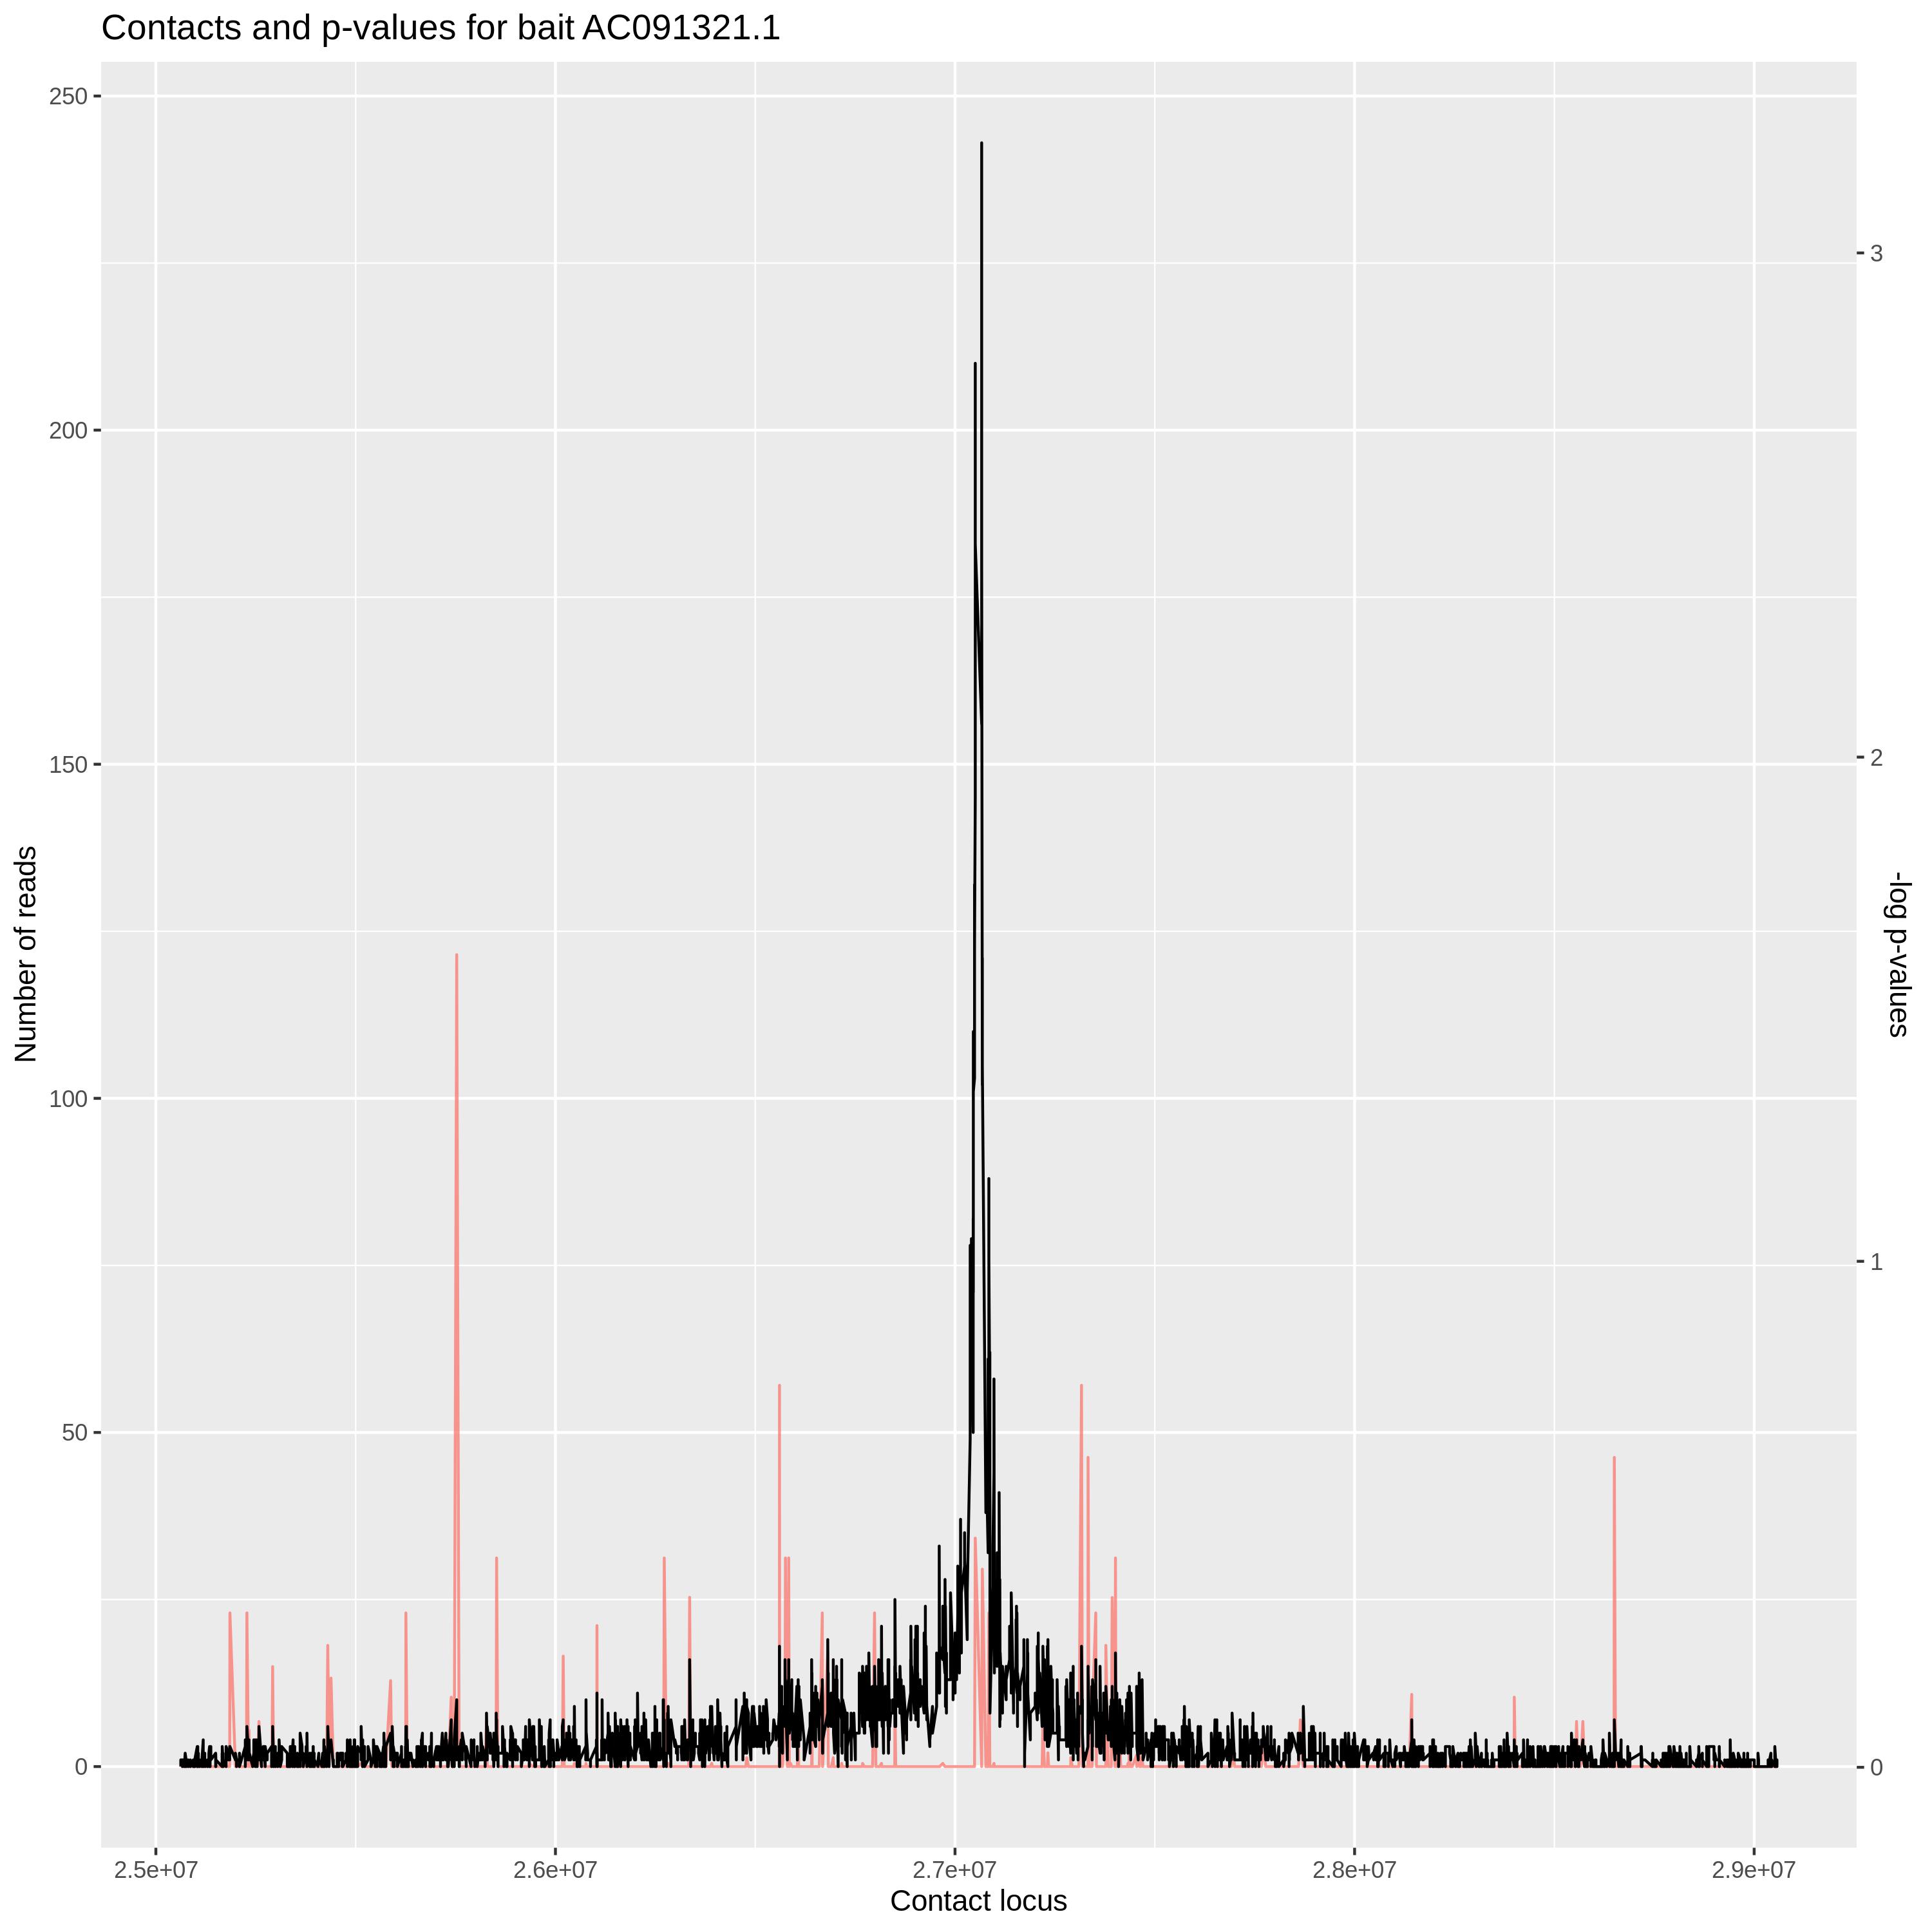 Contacts and p-values for bait AC091321.1
250
200
150
100
50
0
Number of reads
3
2
1
0
-log p-values
2.5e+07
2.6e+07
2.7e+07
2.8e+07
2.9e+07
Contact locus